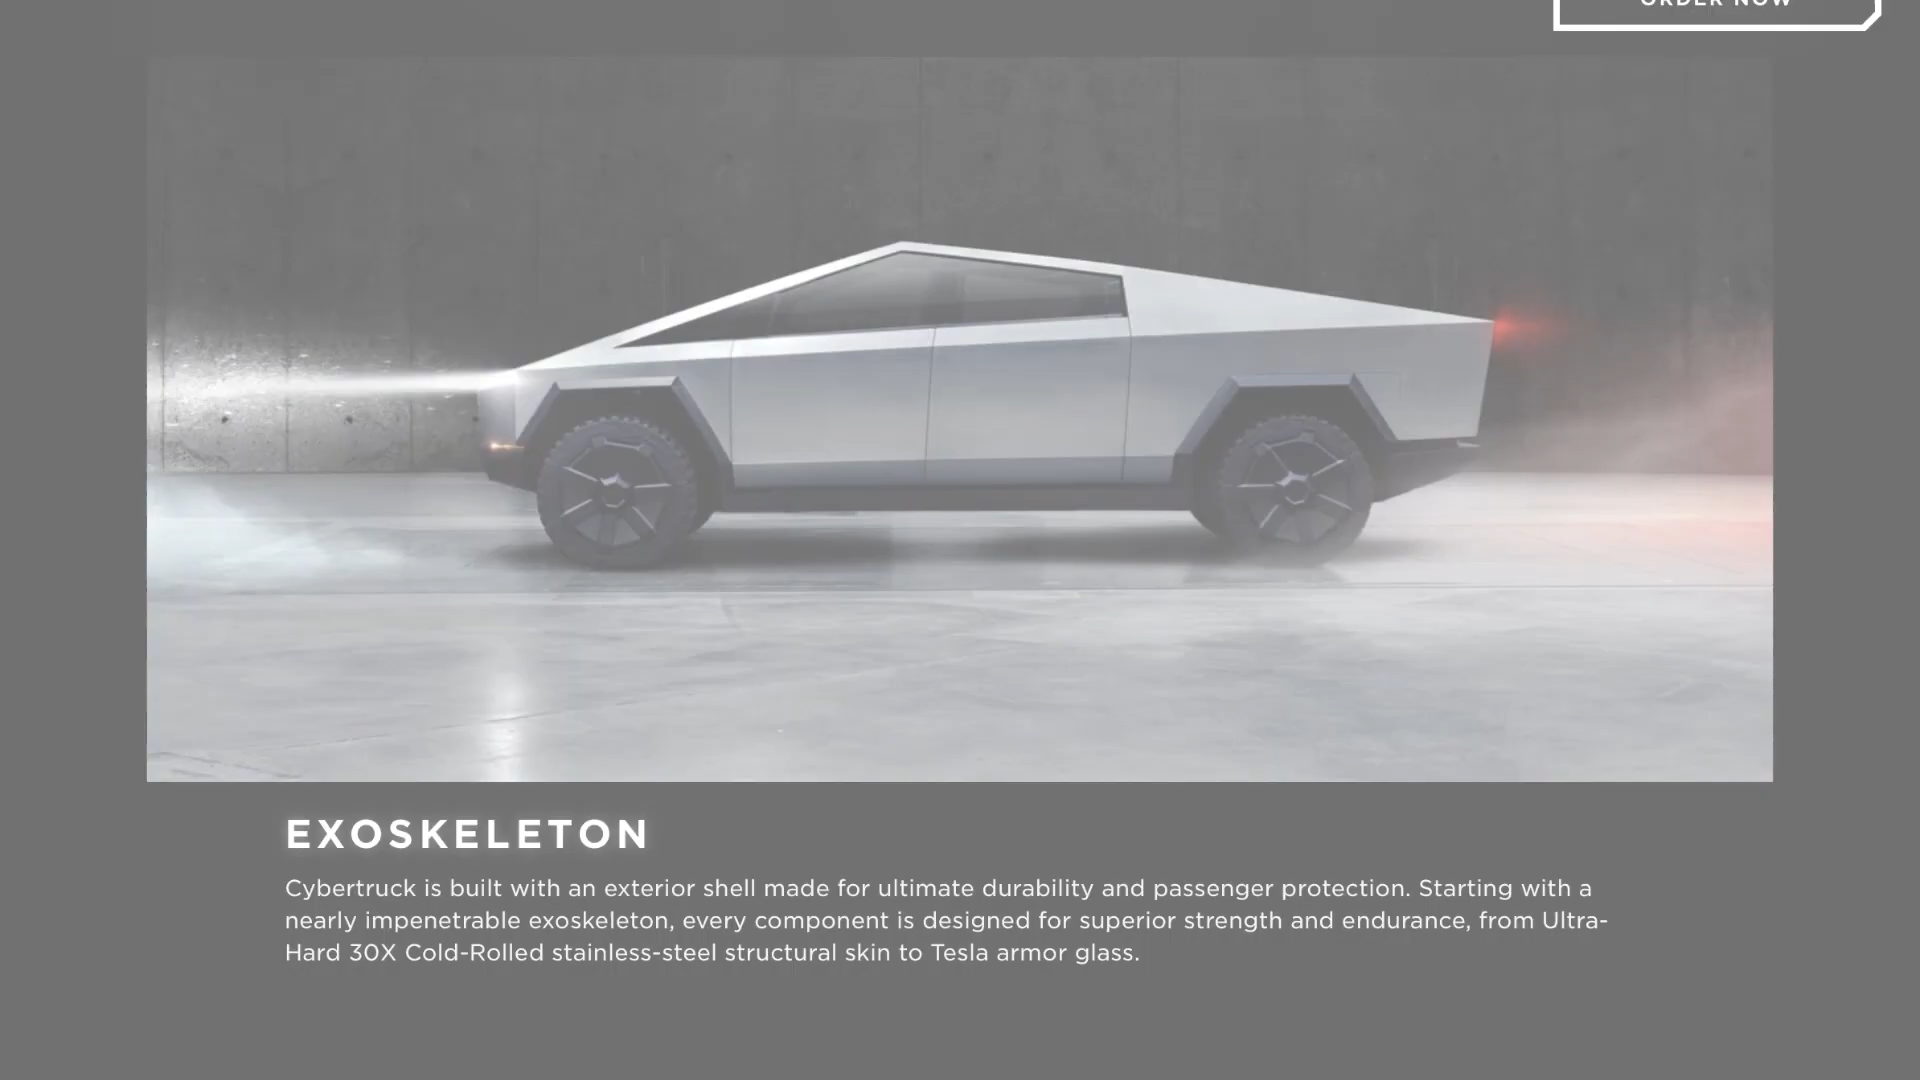 ORDER NOW
EXOSKELETON
Cybertruck is built with an exterior shell made for ultimate durability and passenger protection. Starting with a
nearly impenetrable exoskeleton, every component is designed for superior strength and endurance, from Ultra-
Hard 30X Cold-Rolled stainless-steel structural skin to Tesla armor glass.